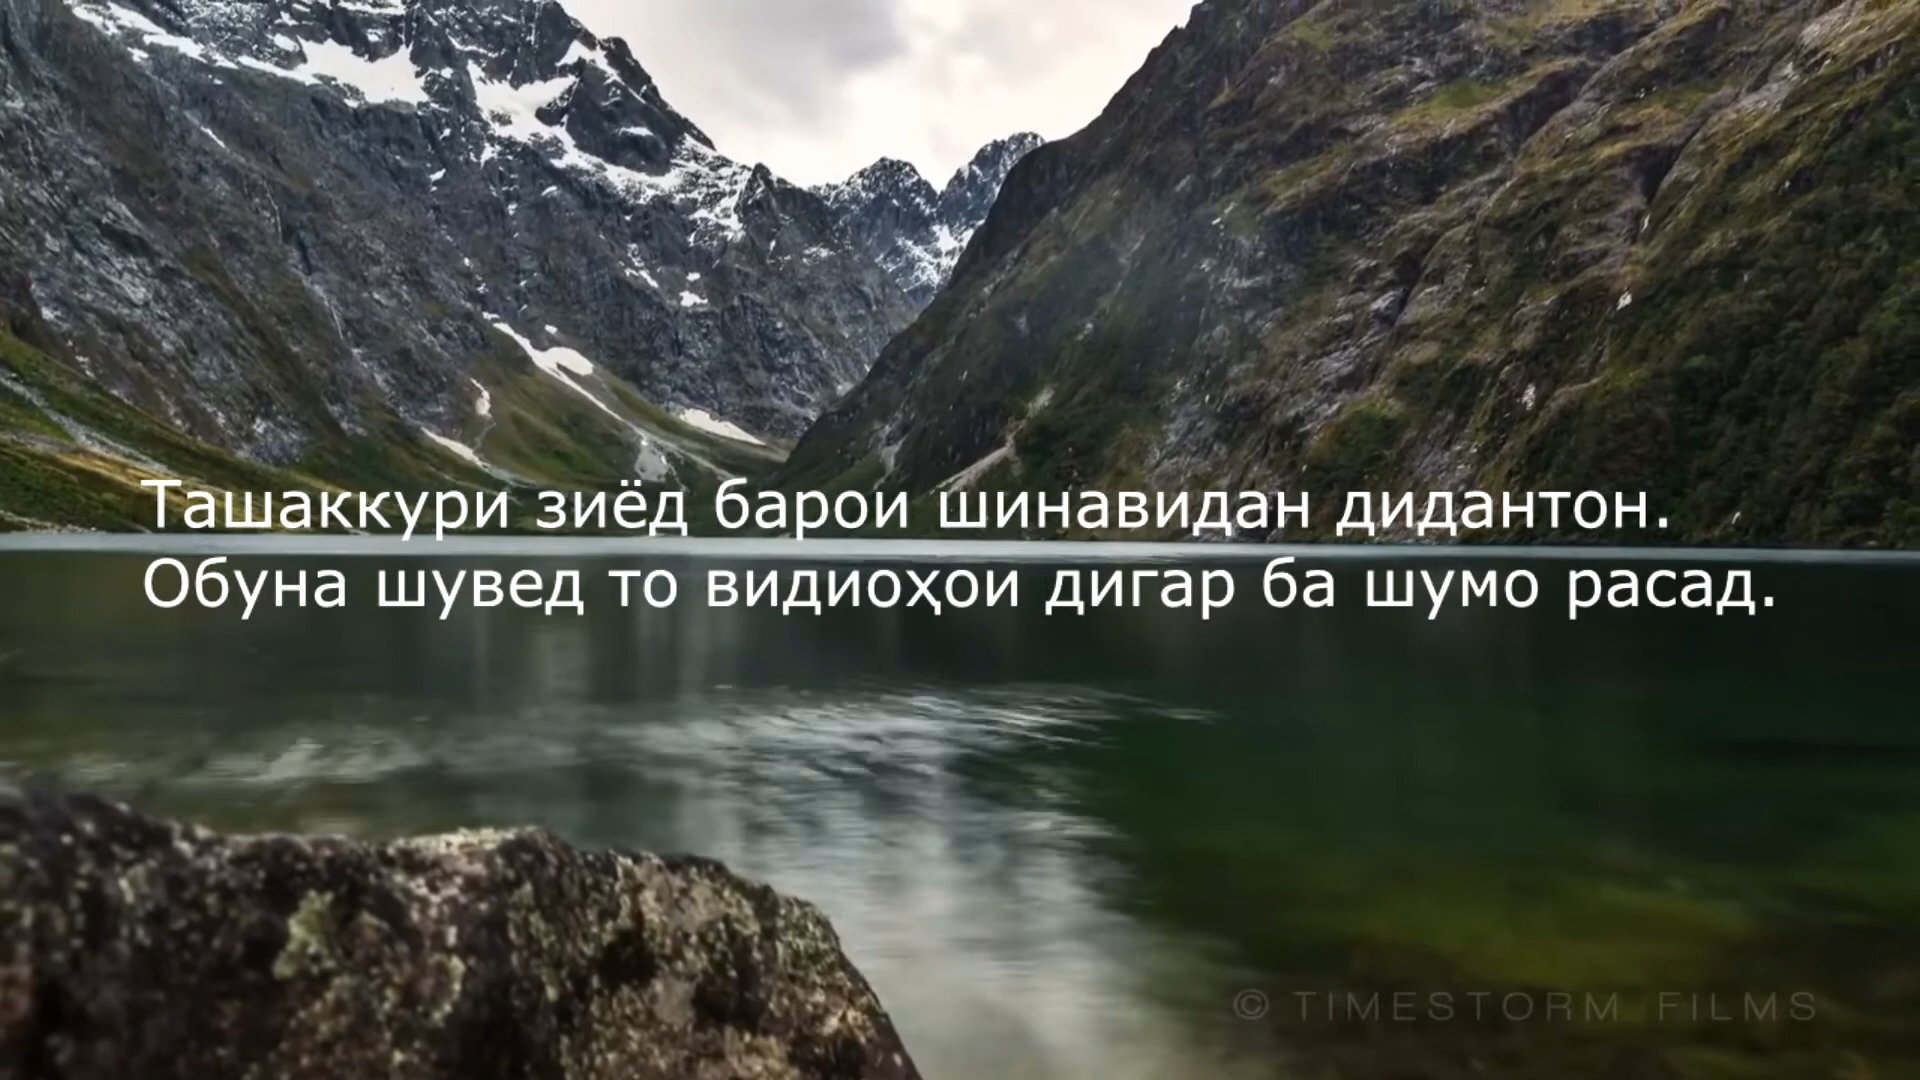 Ташаккури зиёд барои шинавидан дидантон.
Обуна шувед то видиоҳои дигар ба шумо расад.
© TIMESTORM FILMS